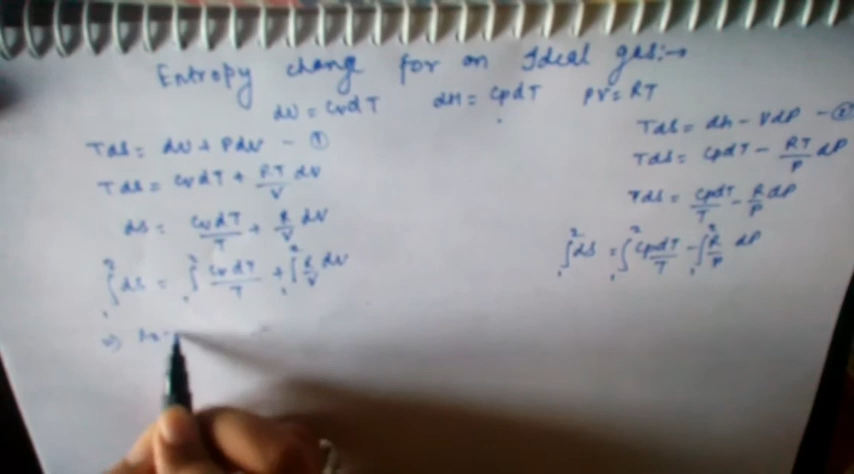 Entropy change for an Ideal gas:→
dU = CvdT    dH = CpdT    PV = RT
Tds = dU + Pdv - ①
Tds = CvdT + RT/V dv
ds = CvdT/T + R/V dv
∫₁² ds = ∫₁² CvdT/T + ∫₁² R/V dv
Tds = dh - VdP - ②
Tds = CpdT - RT/P dP
Tds = CpdT/T - R/P dP
∫₁² ds = ∫₁² CpdT/T - ∫₁² R/P dP